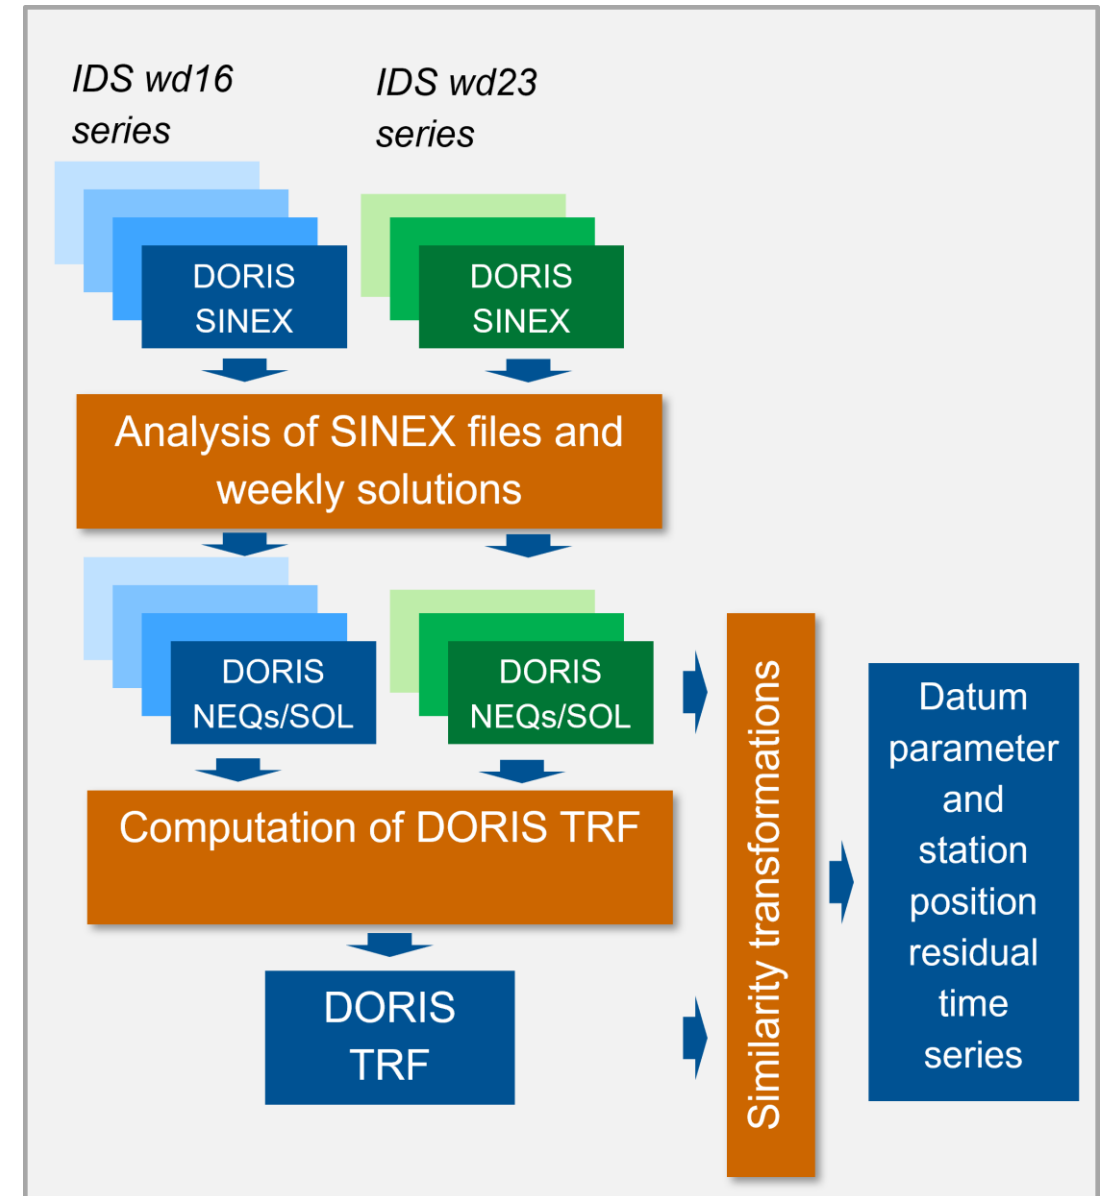 IDS wd16
series
IDS wd23
series
DORIS
SINEX
DORIS
SINEX
Analysis of SINEX files and
weekly solutions
DORIS
NEQs/SOL
DORIS
NEQs/SOL
Computation of DORIS TRF
DORIS
TRF
Similarity transformations
Datum
parameter
and
station
position
residual
time
series